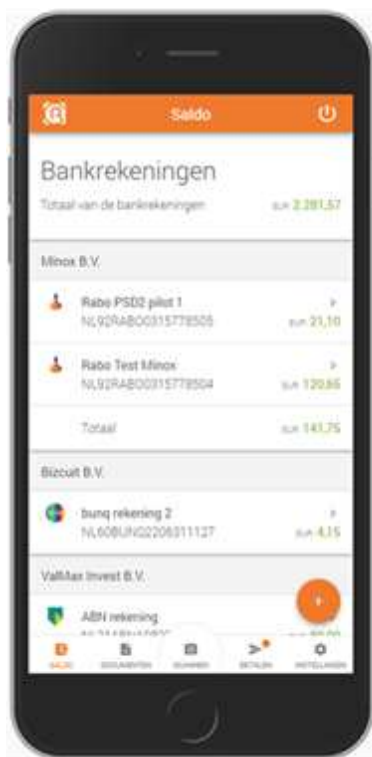 Saldo
Bankrekeningen
Totaal van de bankrekeningen EUR 2.281,57
Minox B.V.
Rabo PSD2 pilot 1
NL92RABO0315778505 EUR 21,10
Rabo Test Minox
NL92RABO0315778504 EUR 120,65
Totaal EUR 141,75
Bizcuit B.V.
bunq rekening 2
NL60BUNQ2206311127 EUR 4,15
ValMax Invest B.V.
ABN rekening
SALDO DOCUMENTEN SCANNEN BETALEN INSTELLINGEN